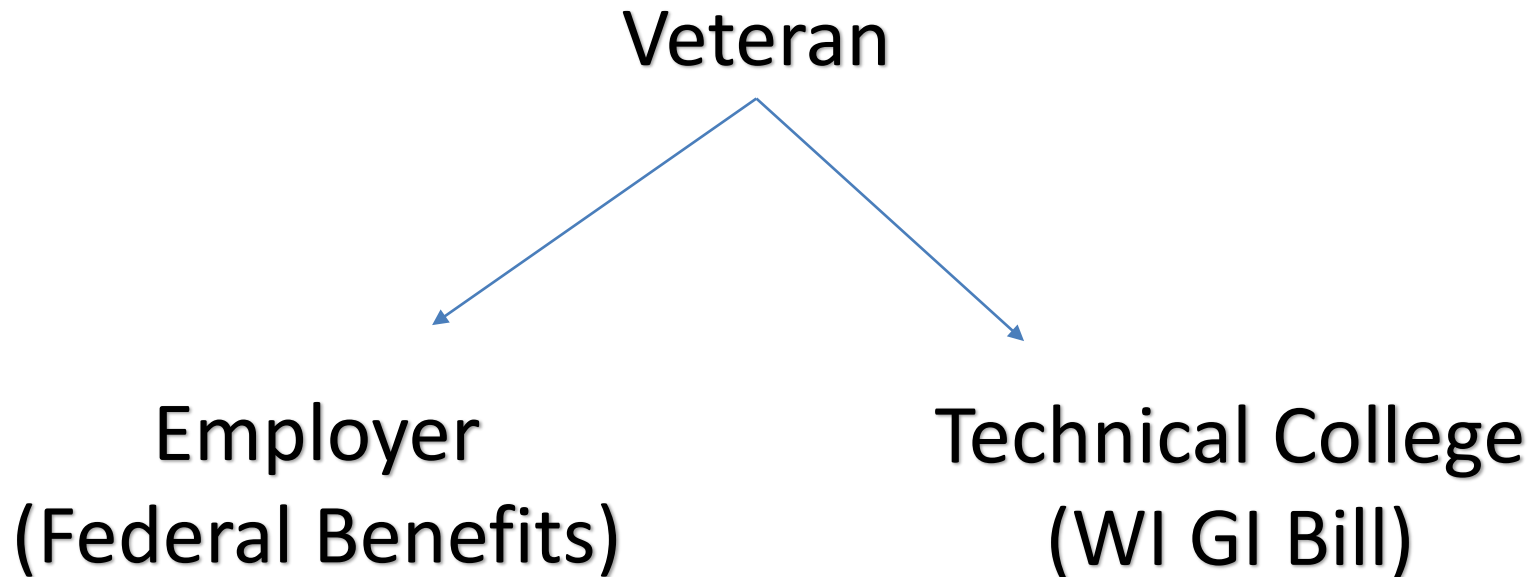 Veteran
Employer
(Federal Benefits)
Technical College
(WI GI Bill)